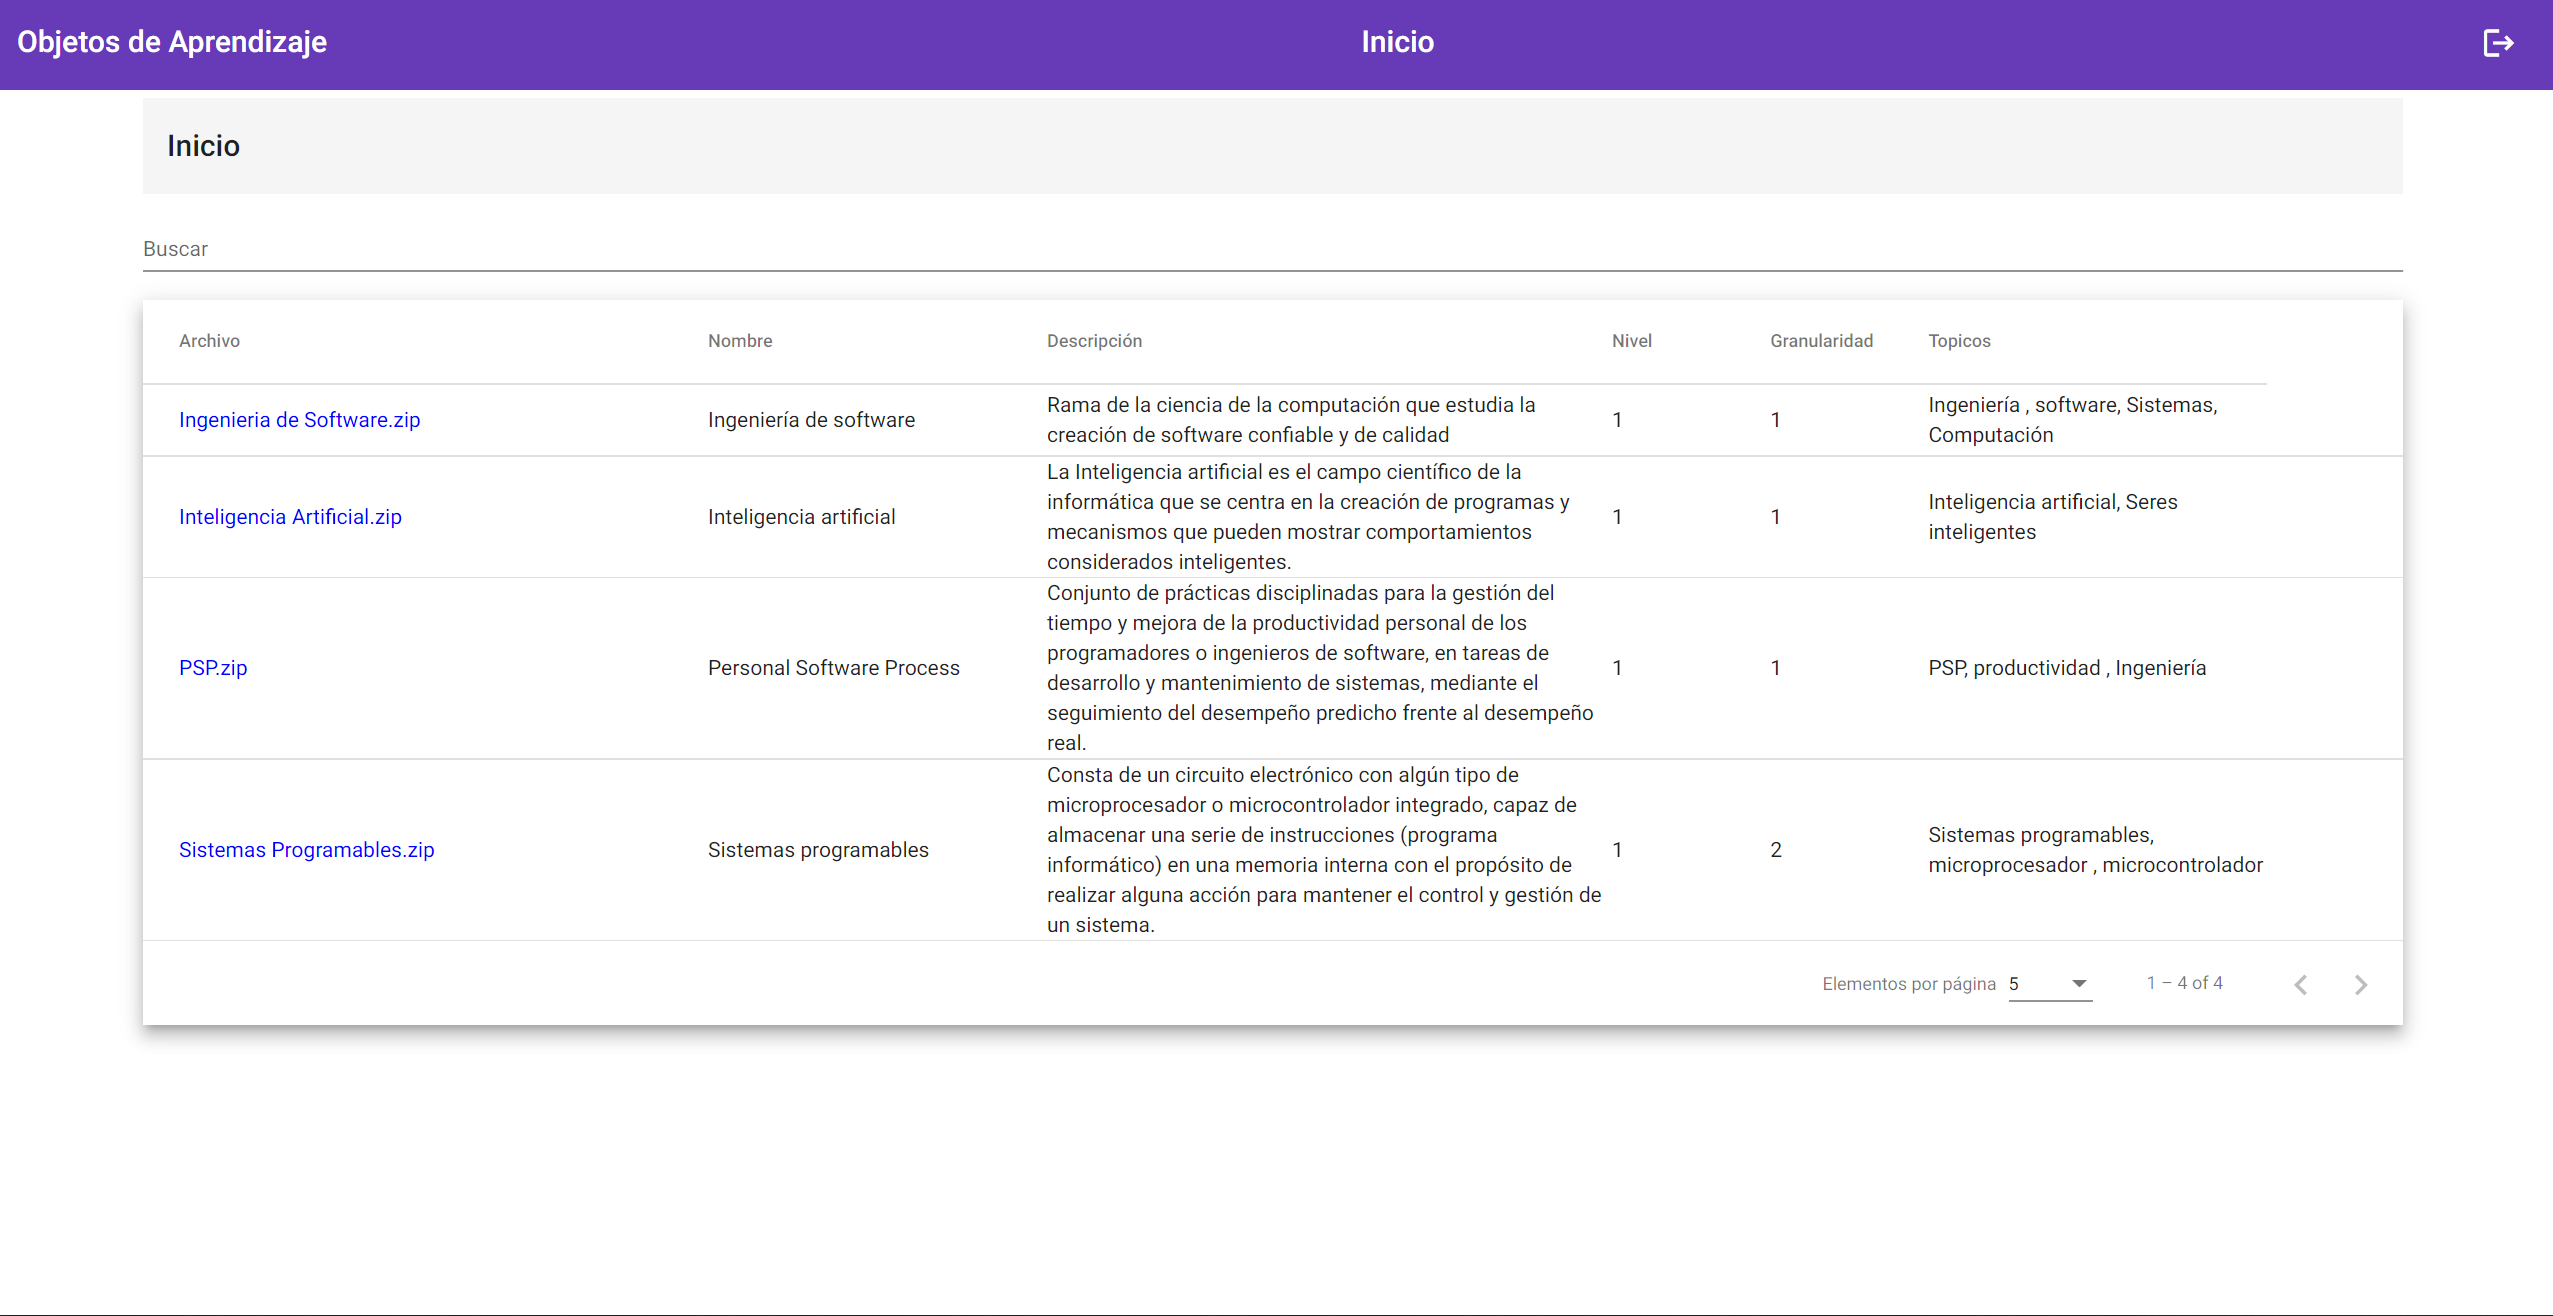 Objetos de Aprendizaje
Inicio
Inicio
Buscar
Archivo Nombre Descripción Nivel Granularidad Topicos
Ingenieria de Software.zip
Ingeniería de software
Rama de la ciencia de la computación que estudia la
creación de software confiable y de calidad
1
1
Ingeniería , software, Sistemas,
Computación
Inteligencia Artificial.zip
Inteligencia artificial
La Inteligencia artificial es el campo científico de la
informática que se centra en la creación de programas y
mecanismos que pueden mostrar comportamientos
considerados inteligentes.
1
1
Inteligencia artificial, Seres
inteligentes
PSP.zip
Personal Software Process
Conjunto de prácticas disciplinadas para la gestión del
tiempo y mejora de la productividad personal de los
programadores o ingenieros de software, en tareas de
desarrollo y mantenimiento de sistemas, mediante el
seguimiento del desempeño predicho frente al desempeño
real.
1
1
PSP, productividad , Ingeniería
Sistemas Programables.zip
Sistemas programables
Consta de un circuito electrónico con algún tipo de
microprocesador o microcontrolador integrado, capaz de
almacenar una serie de instrucciones (programa
informático) en una memoria interna con el propósito de
realizar alguna acción para mantener el control y gestión de
un sistema.
1
2
Sistemas programables,
microprocesador , microcontrolador
Elementos por página 5 1 – 4 of 4